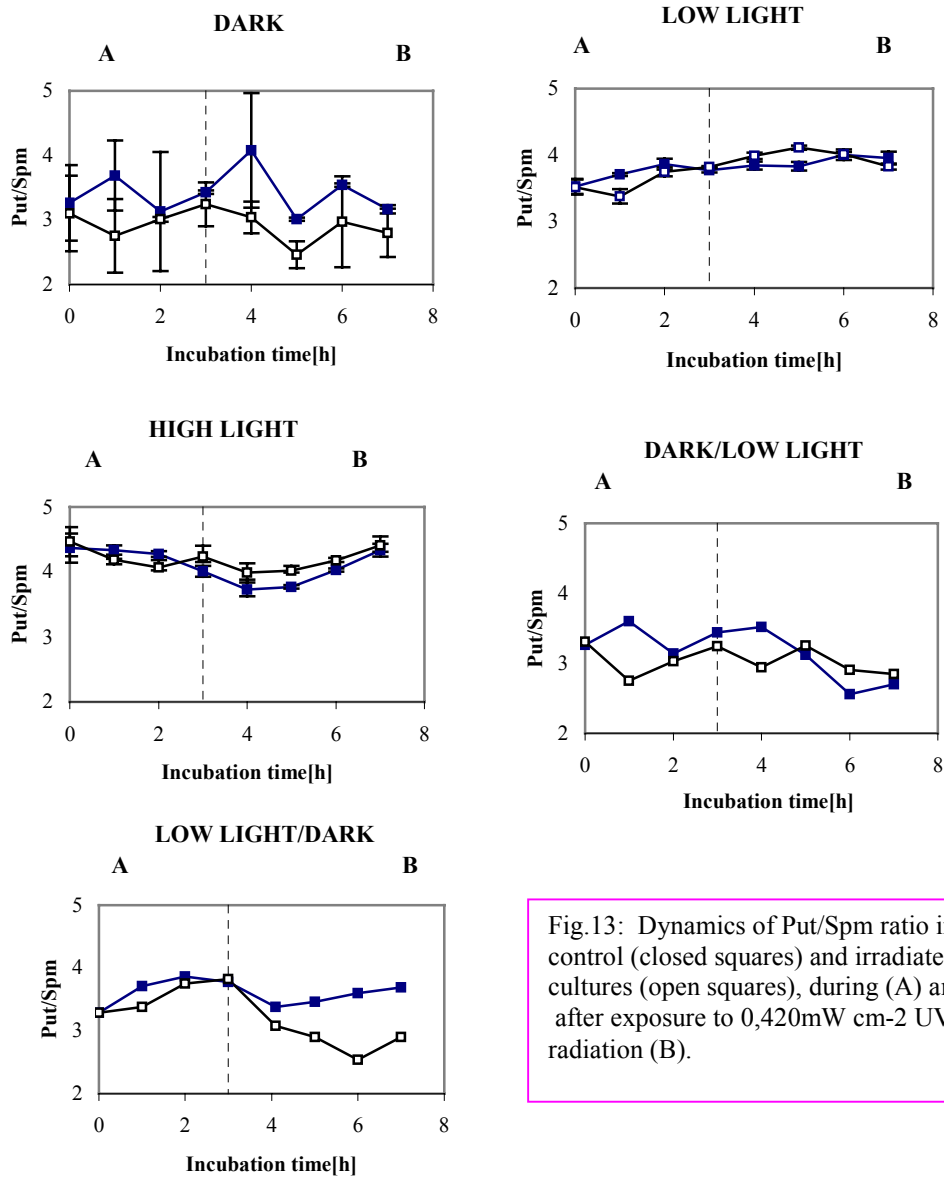 DARK
A B
5
4
3
2
Put/Spm
0 2 4 6 8
Incubation time[h]
LOW LIGHT
A B
5
4
3
2
Put/Spm
0 2 4 6 8
Incubation time[h]
HIGH LIGHT
A B
5
4
3
2
Put/Spm
0 2 4 6 8
Incubation time[h]
DARK/LOW LIGHT
A B
5
4
3
2
Put/Spm
0 2 4 6 8
Incubation time[h]
LOW LIGHT/DARK
A B
5
4
3
2
Put/Spm
0 2 4 6 8
Incubation time[h]
Fig.13: Dynamics of Put/Spm ratio i
control (closed squares) and irradiate
cultures (open squares), during (A) a
after exposure to 0,420mW cm-2 UV
radiation (B).